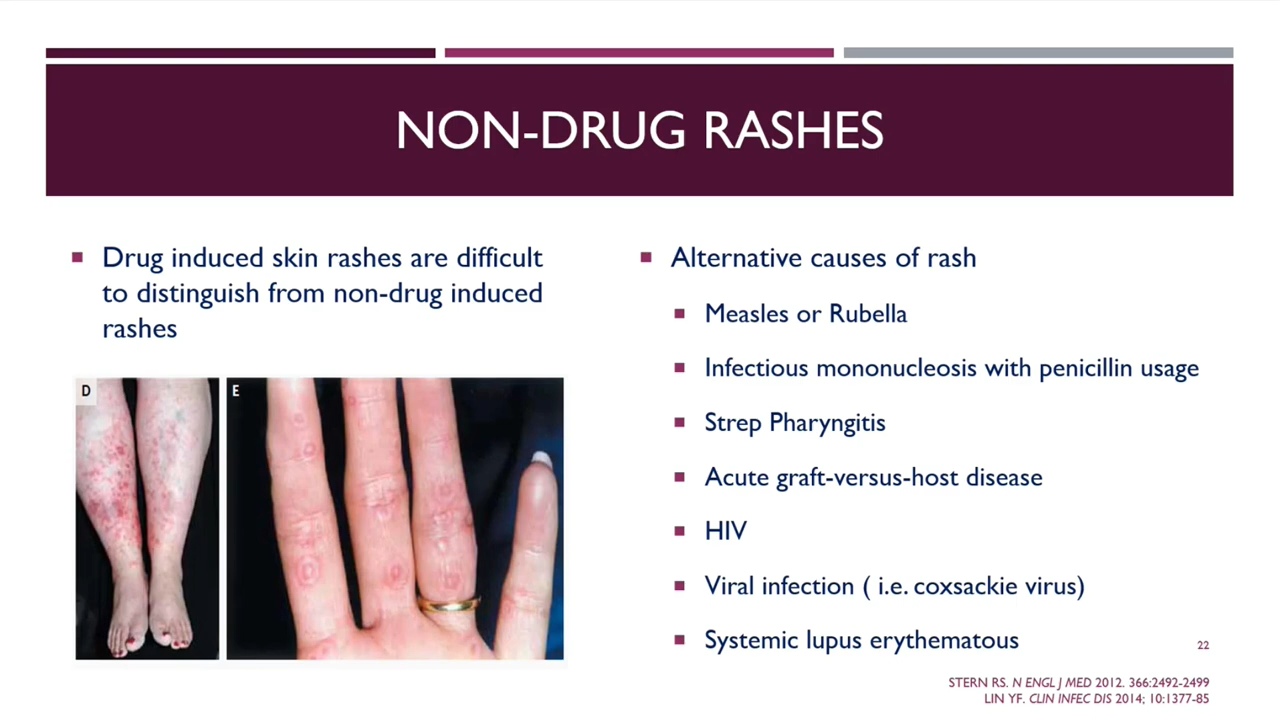 NON-DRUG RASHES
Drug induced skin rashes are difficult
to distinguish from non-drug induced
rashes
D
E
Alternative causes of rash
Measles or Rubella
Infectious mononucleosis with penicillin usage
Strep Pharyngitis
Acute graft-versus-host disease
HIV
Viral infection ( i.e. coxsackie virus)
Systemic lupus erythematous
22
STERN RS. N ENGL J MED 2012. 366:2492-2499
LIN YF. CLIN INFEC DIS 2014; 10:1377-85